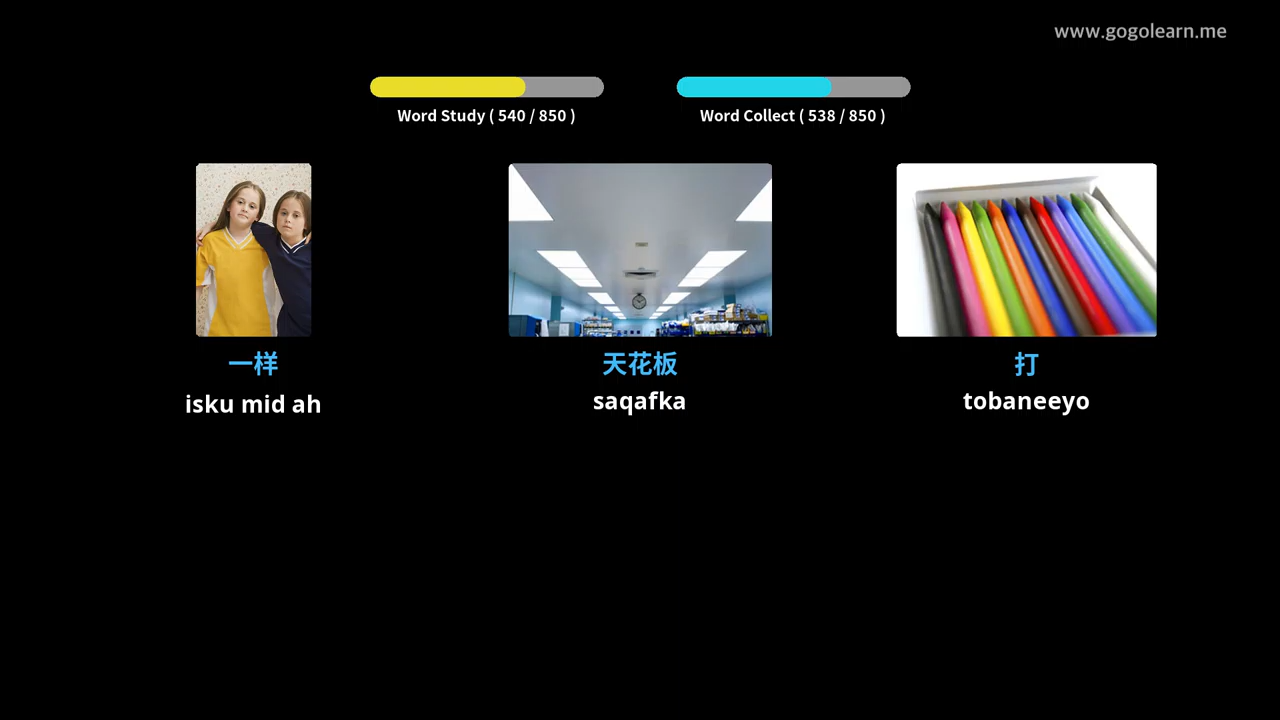 www.gogolearn.me
Word Study ( 540 / 850 )
Word Collect ( 538 / 850 )
一样
isku mid ah
天花板
saqafka
打
tobaneeyo